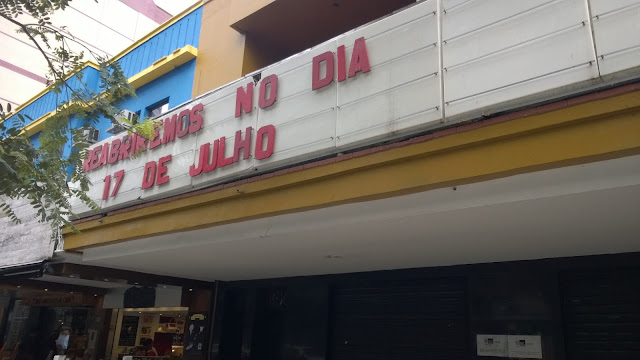 REABRIREMOS NO DIA
17 DE JULHO